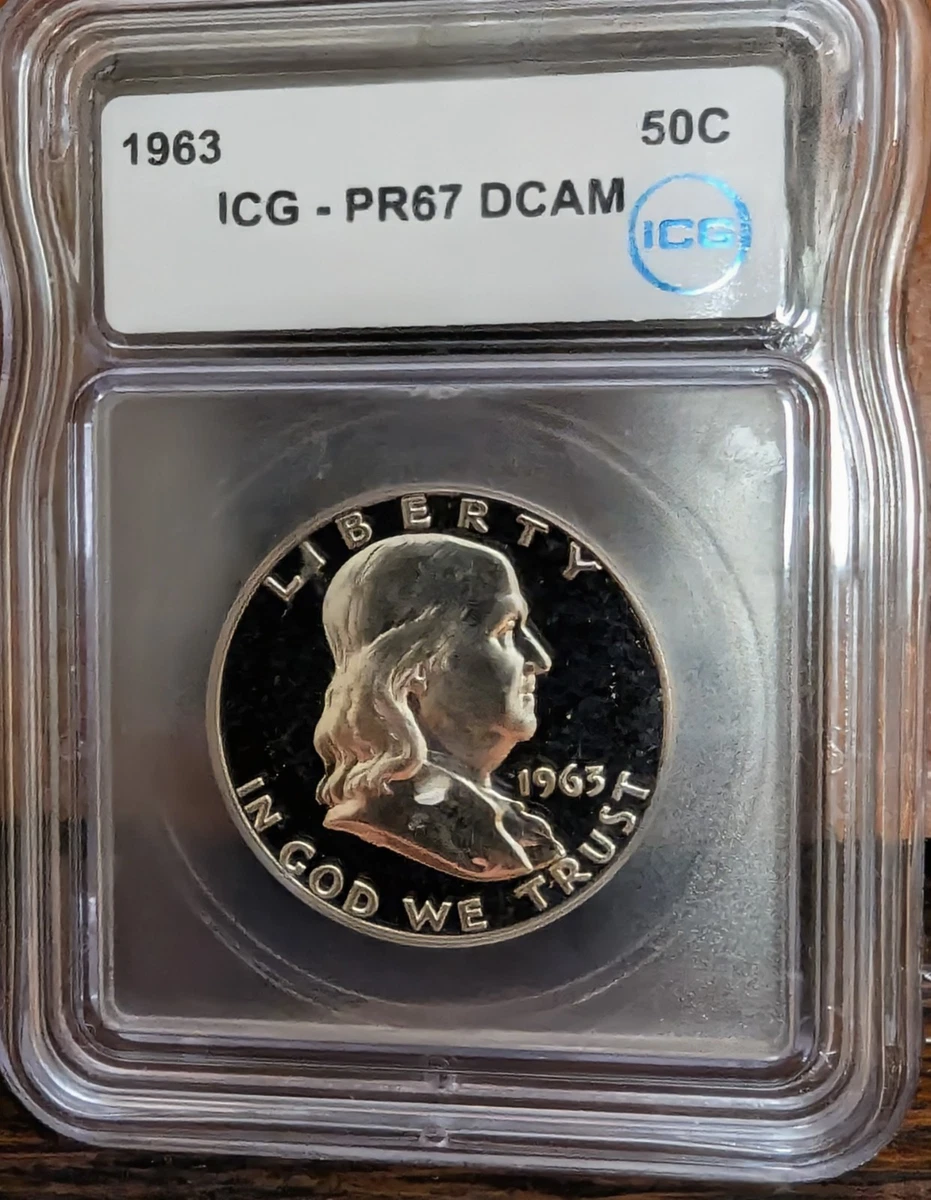 1963
50C
ICG - PR67 DCAM
ICG
LIBERTY
1963
IN GOD WE TRUST